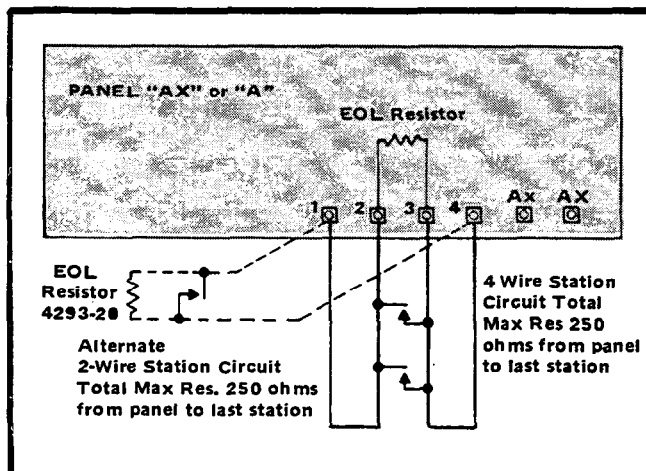 PANEL "AX" or "A"
EOL Resistor
1 2 3 4 Ax AX
EOL
Resistor
4293-20
Alternate
2-Wire Station Circuit
Total Max Res. 250 ohms
from panel to last station
4 Wire Station
Circuit Total
Max Res 250
ohms from panel
to last station